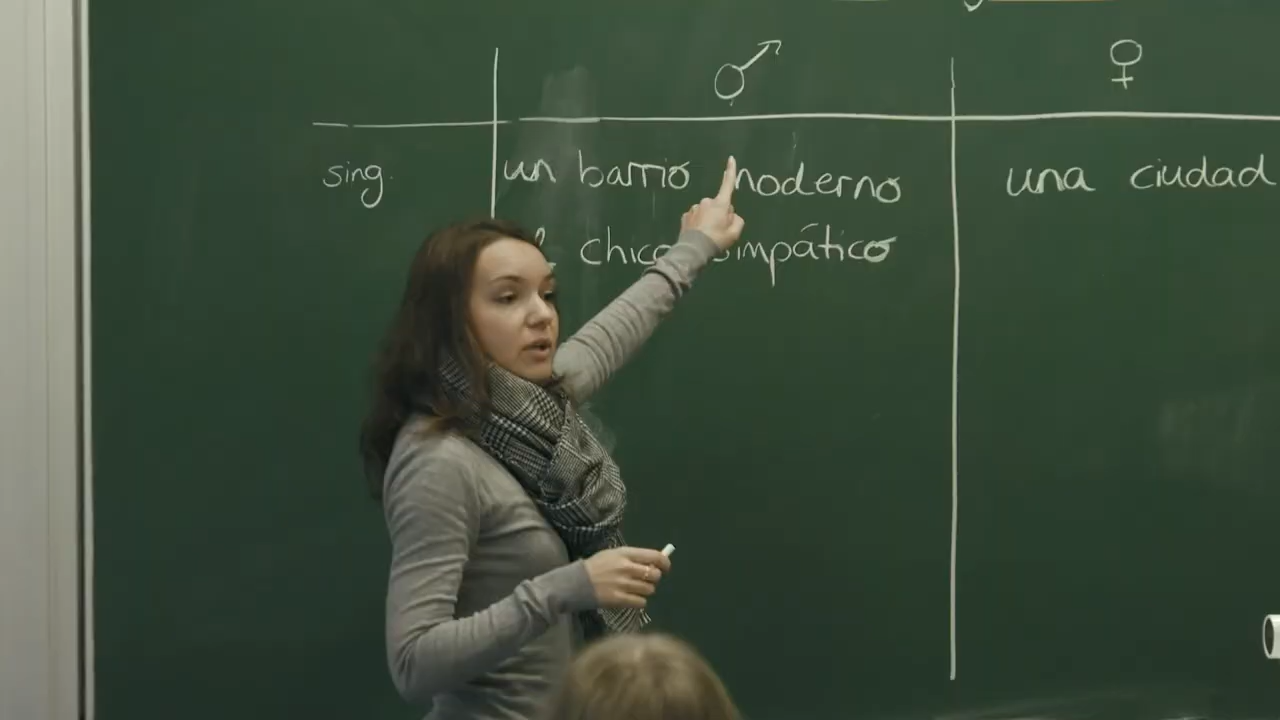 ♂ ♀
sing. un barrio moderno una ciudad
chico simpático